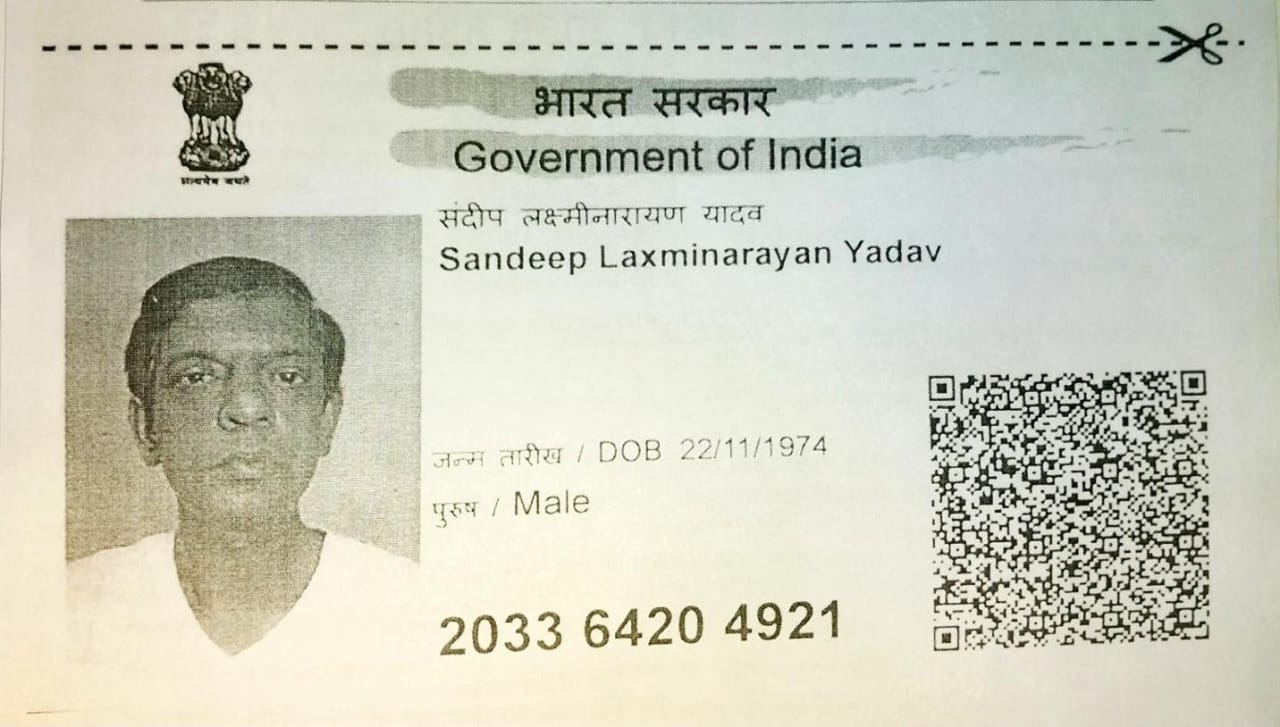 भारत सरकार
Government of India
सत्यमेव जयते
संदीप लक्ष्मीनारायण यादव
Sandeep Laxminarayan Yadav
जन्म तारीख / DOB 22/11/1974
पुरुष / Male
2033 6420 4921